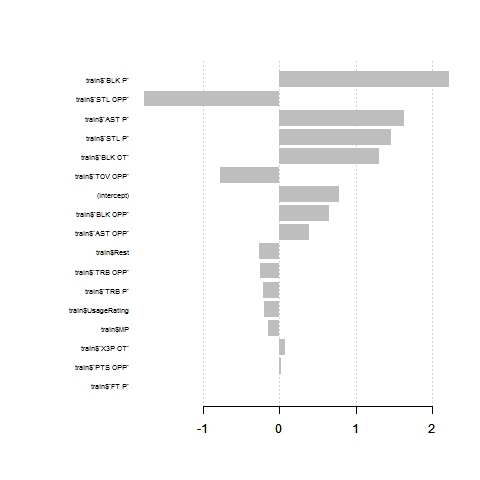 train$`BLK P`
train$`STL OPP`
train$`AST P`
train$`STL P`
train$`BLK OT`
train$`TOV OPP`
(Intercept)
train$`BLK OPP`
train$`AST OPP`
train$Rest
train$`TRB OPP`
train$`TRB P`
train$UsageRating
train$MP
train$`X3P OT`
train$`PTS OPP`
train$`FT P`
-1 0 1 2